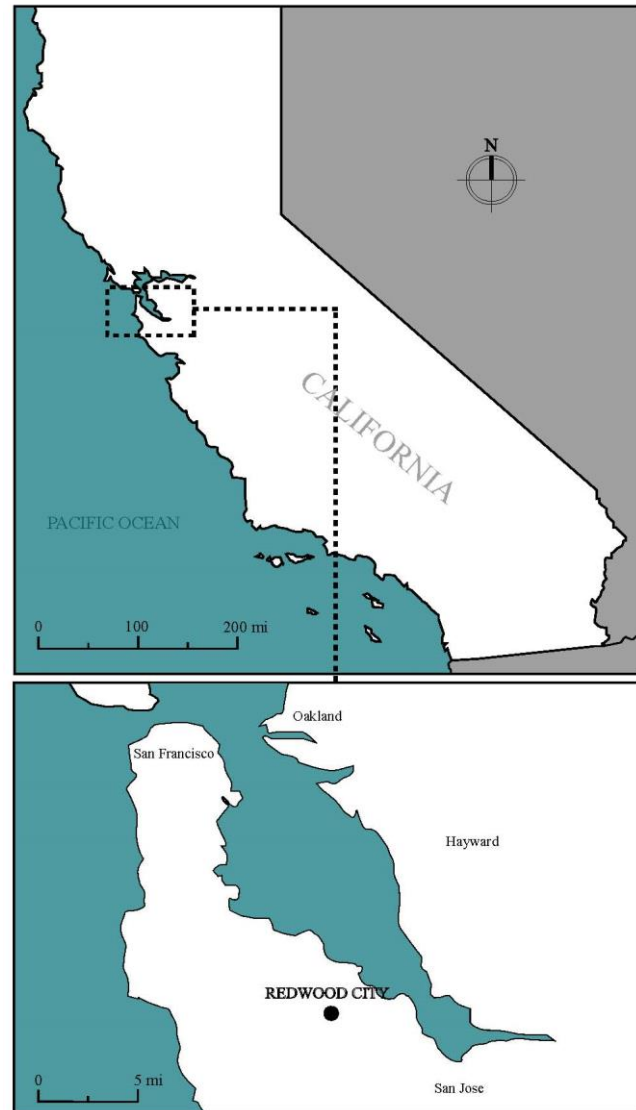 N
CALIFORNIA
PACIFIC OCEAN
0 100 200 mi
Oakland
San Francisco
Hayward
REDWOOD CITY
0 5 mi
San Jose